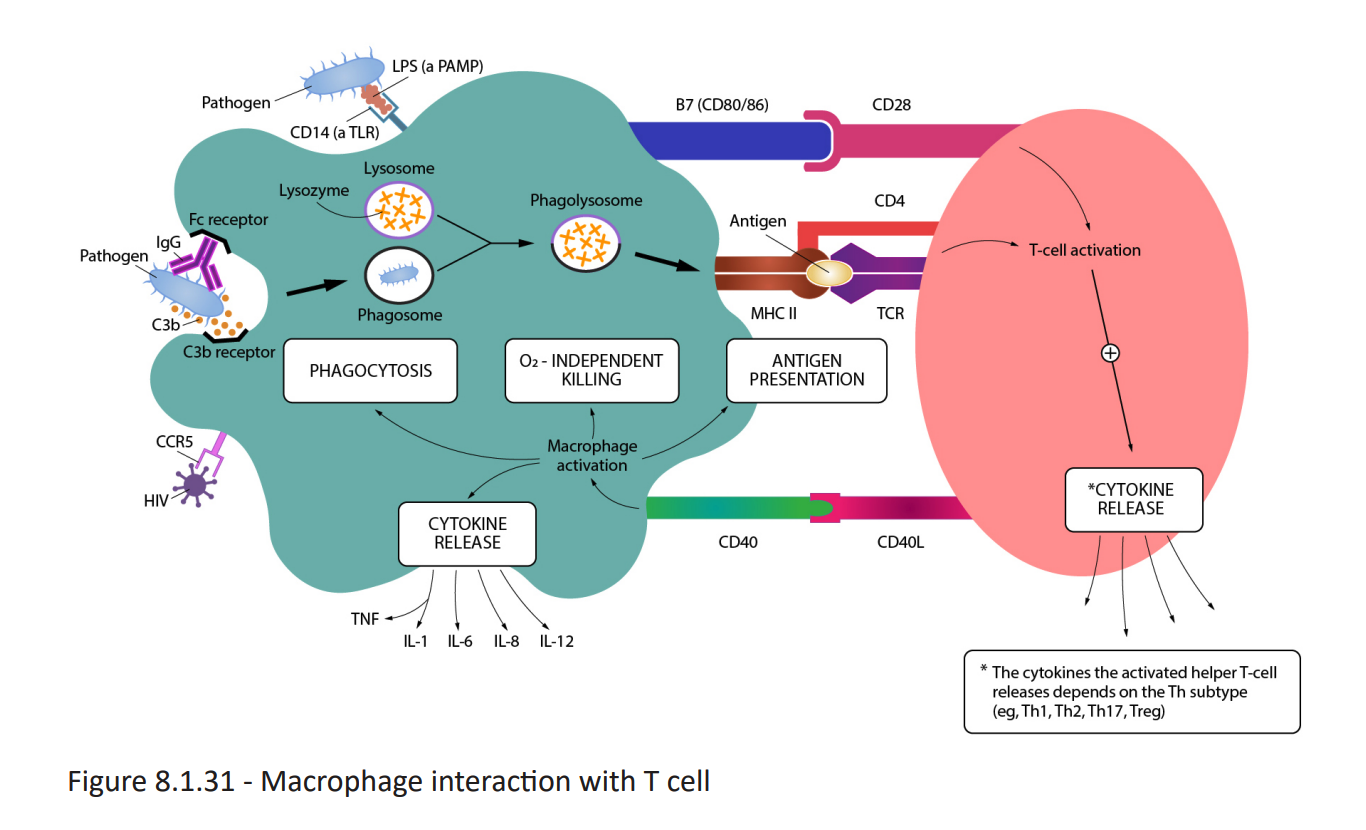 LPS (a PAMP)
Pathogen
CD14 (a TLR)
B7 (CD80/86)
CD28
Lysosome
Lysozyme
Phagolysosome
Fc receptor
IgG
Pathogen
C3b
C3b receptor
Phagosome
Antigen
CD4
MHC II
TCR
T-cell activation
+
PHAGOCYTOSIS
O2 - INDEPENDENT
KILLING
ANTIGEN
PRESENTATION
Macrophage
activation
CCR5
HIV
CYTOKINE
RELEASE
CD40
CD40L
*CYTOKINE
RELEASE
TNF
IL-1
IL-6
IL-8
IL-12
* The cytokines the activated helper T-cell
releases depends on the Th subtype
(eg, Th1, Th2, Th17, Treg)
Figure 8.1.31 - Macrophage interaction with T cell